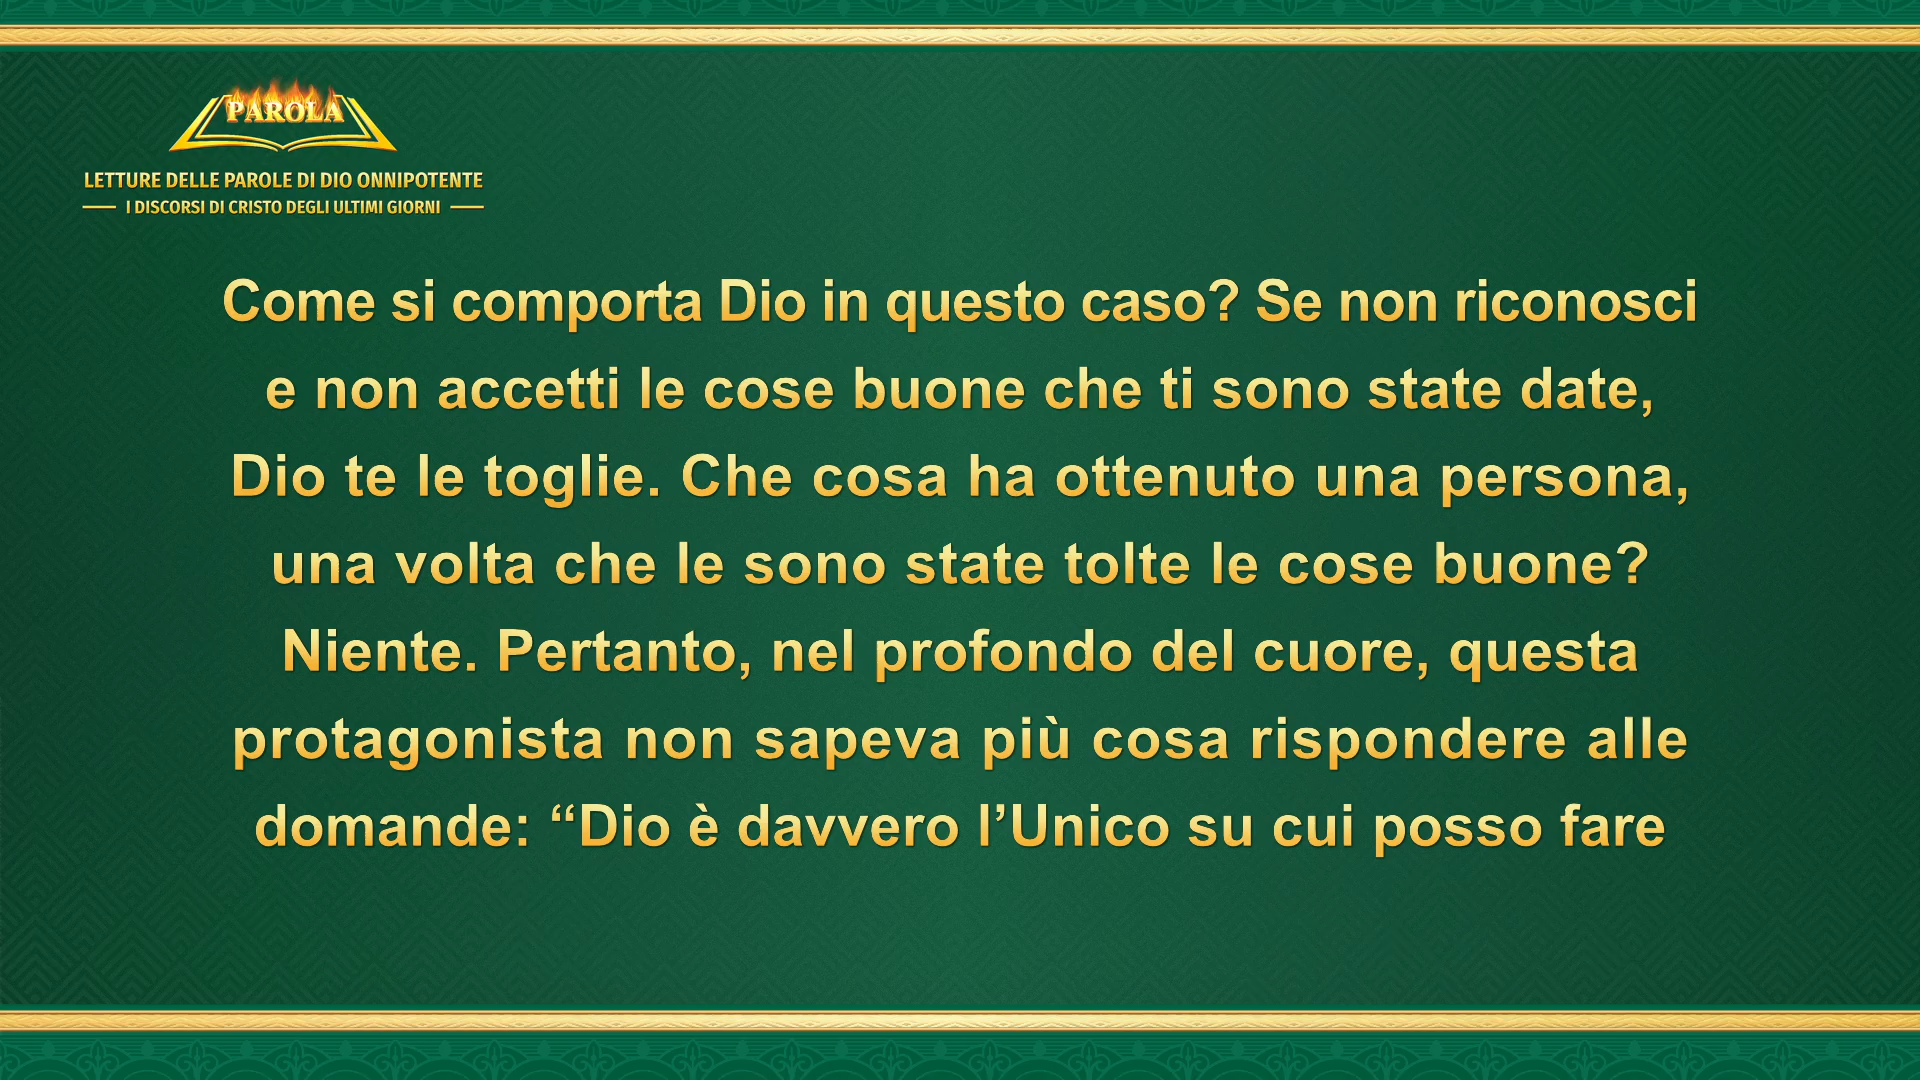 PAROLA
LETTURE DELLE PAROLE DI DIO ONNIPOTENTE
I DISCORSI DI CRISTO DEGLI ULTIMI GIORNI
Come si comporta Dio in questo caso? Se non riconosci
e non accetti le cose buone che ti sono state date,
Dio te le toglie. Che cosa ha ottenuto una persona,
una volta che le sono state tolte le cose buone?
Niente. Pertanto, nel profondo del cuore, questa
protagonista non sapeva più cosa rispondere alle
domande: “Dio è davvero l’Unico su cui posso fare